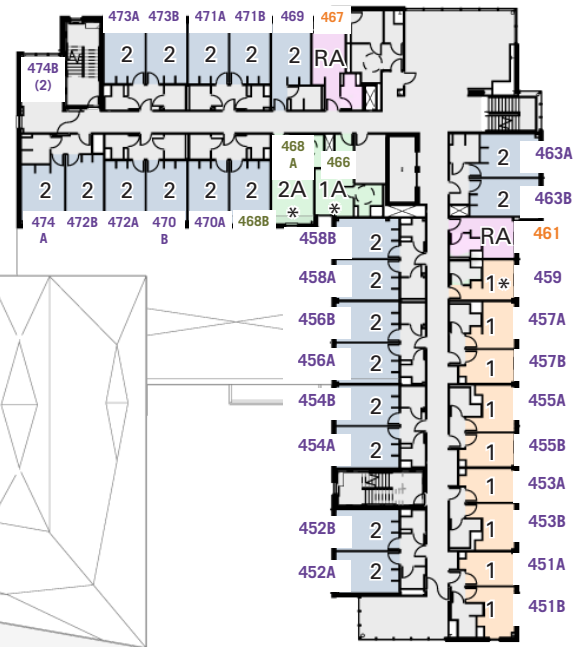 473A 473B 471A 471B 469 467
474B
(2)
2 2 2 2 2 RA
468
A
466
463A
2
2 2 2 2 2 2 2A 1A
* *
2
463B
474
A
472B 472A 470
B
470A 468B
458B 2 RA 461
458A 2 1* 459
456B 2 1 457A
456A 2 1 457B
454B 2 1 455A
454A 2 1 455B
1 453A
452B 2 1 453B
452A 2 1 451A
1 451B